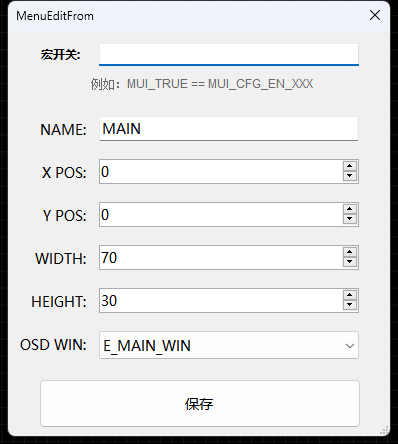 MenuEditFrom
宏开关:
例如：MUI_TRUE == MUI_CFG_EN_XXX
NAME: MAIN
X POS: 0
Y POS: 0
WIDTH: 70
HEIGHT: 30
OSD WIN: E_MAIN_WIN
保存